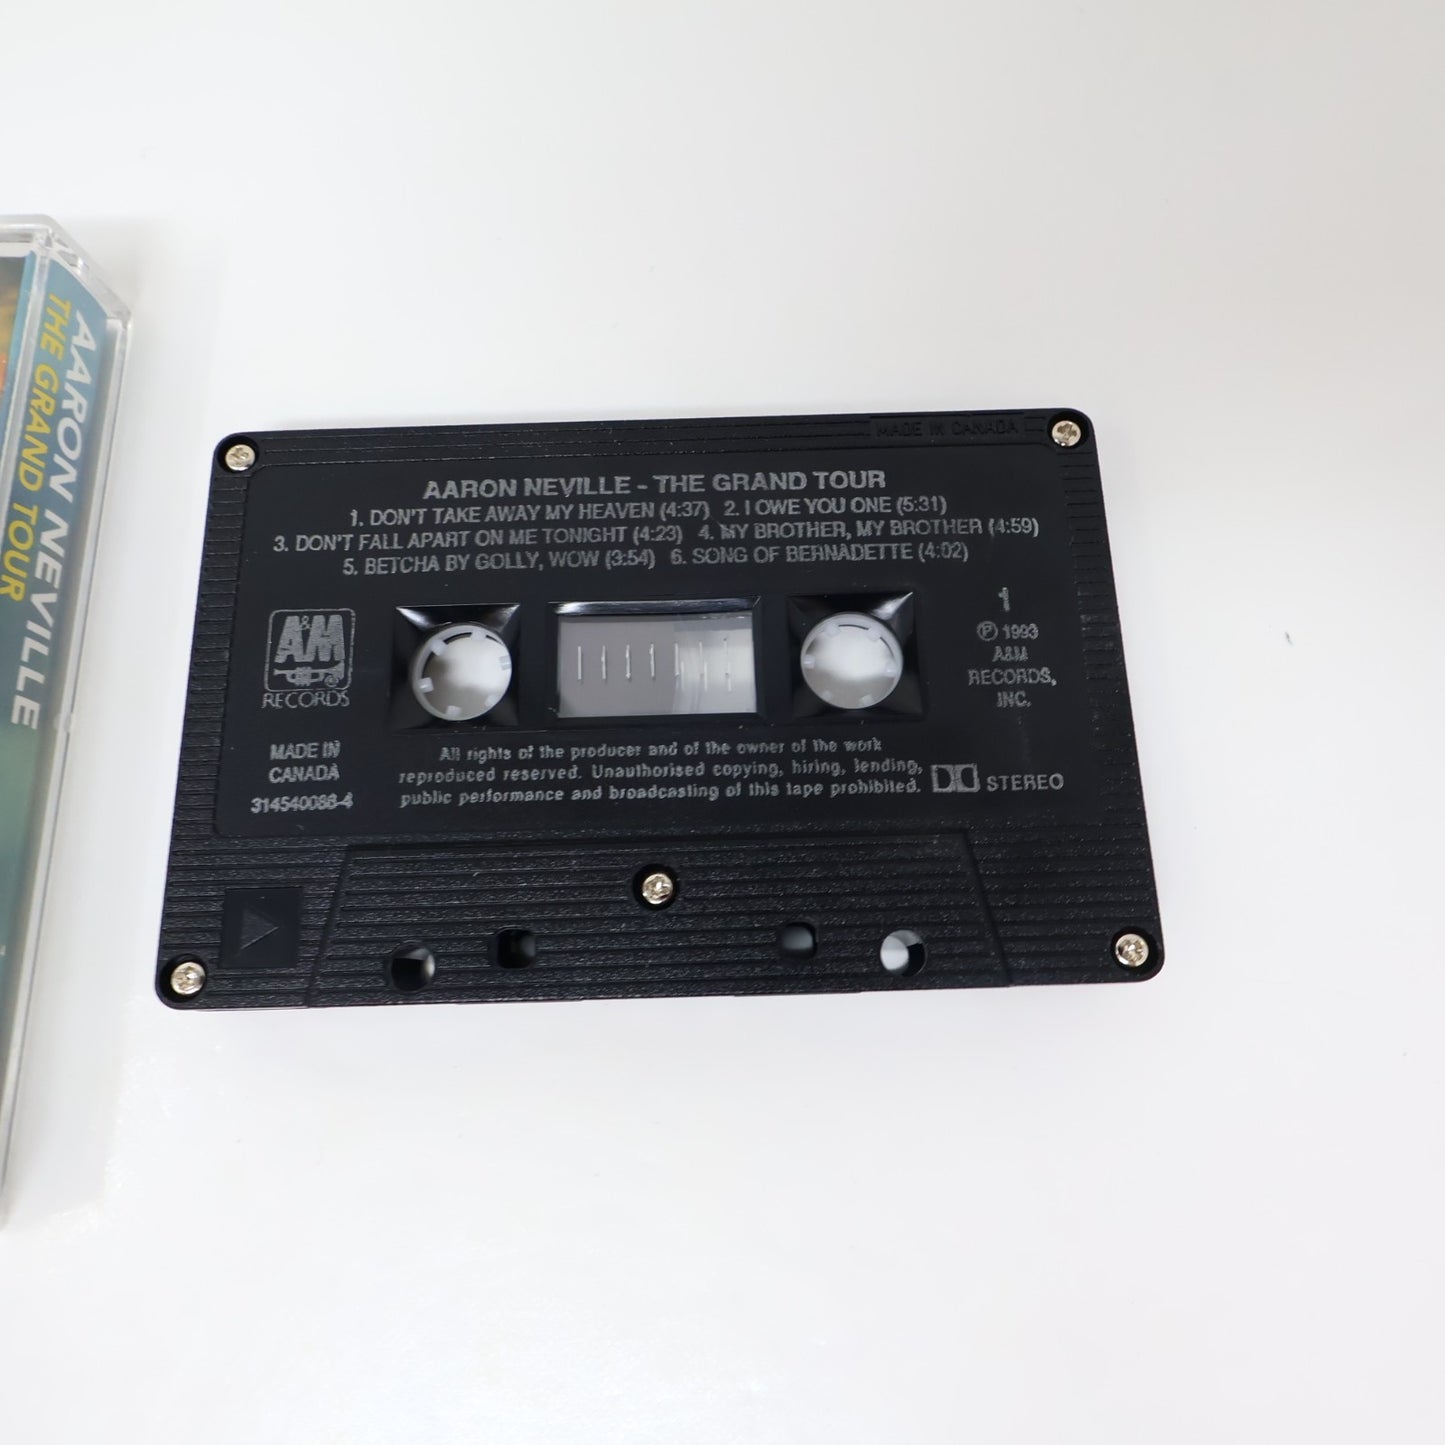 AARON NEVILLE
THE GRAND TOUR
MADE IN CANADA
AARON NEVILLE - THE GRAND TOUR
1. DON'T TAKE AWAY MY HEAVEN (4:37) 2. I OWE YOU ONE (5:31)
3. DON'T FALL APART ON ME TONIGHT (4:23) 4. MY BROTHER, MY BROTHER (4:59)
5. BETCHA BY GOLLY, WOW (3:54) 6. SONG OF BERNADETTE (4:02)
A&M
RECORDS
1
Ⓟ 1993
A&M
RECORDS,
INC.
MADE IN
CANADA
314540086-4
All rights of the producer and of the owner of the work
reproduced reserved. Unauthorised copying, hiring, lending,
public performance and broadcasting of this tape prohibited.
STEREO